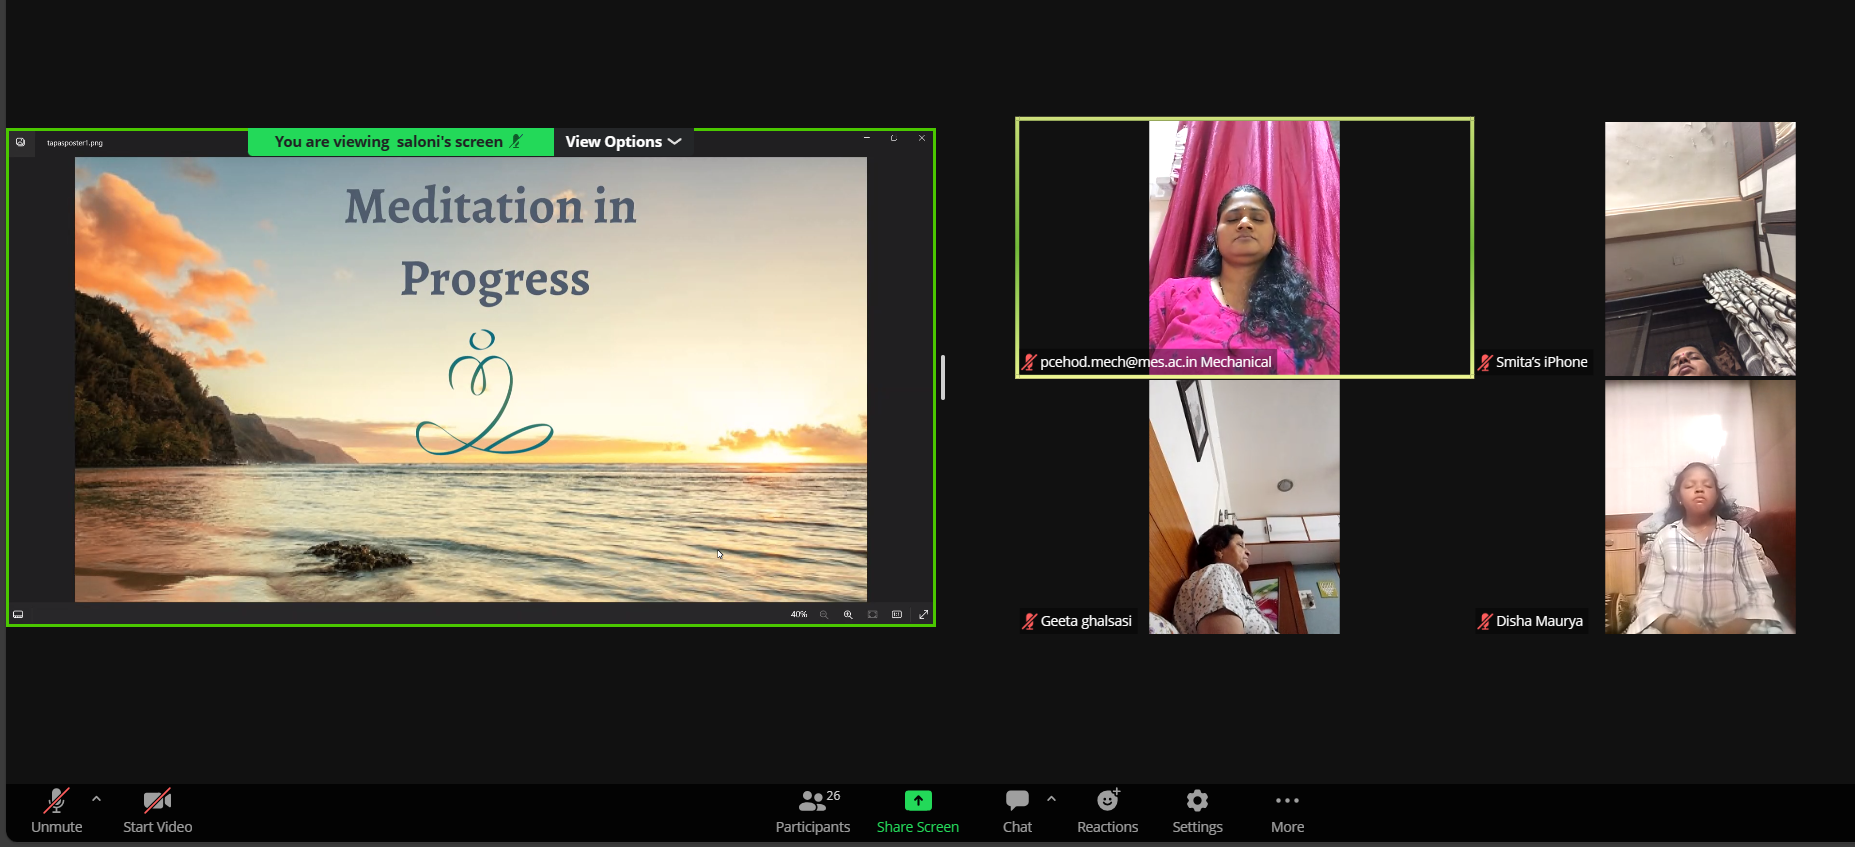 tapasposter1.png
You are viewing saloni's screen
View Options
Meditation in
Progress
40%
pcehod.mech@mes.ac.in Mechanical
Smita's iPhone
Geeta ghalsasi
Disha Maurya
Unmute
Start Video
26
Participants
Share Screen
Chat
Reactions
Settings
More